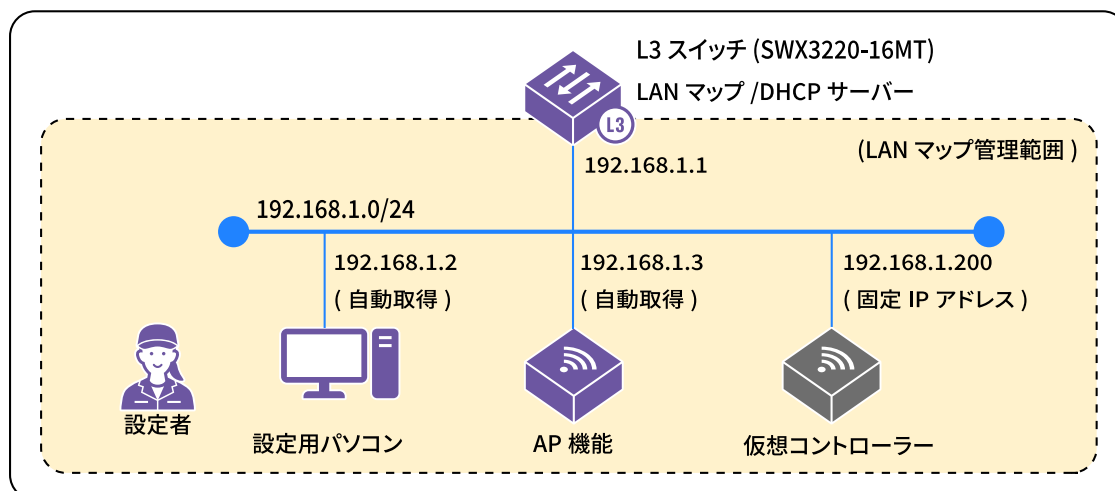 L3 スイッチ (SWX3220-16MT)
LAN マップ /DHCP サーバー
L3
(LAN マップ管理範囲 )
192.168.1.1
192.168.1.0/24
192.168.1.2
( 自動取得 )
192.168.1.3
( 自動取得 )
192.168.1.200
( 固定 IP アドレス )
設定者
設定用パソコン
AP 機能
仮想コントローラー